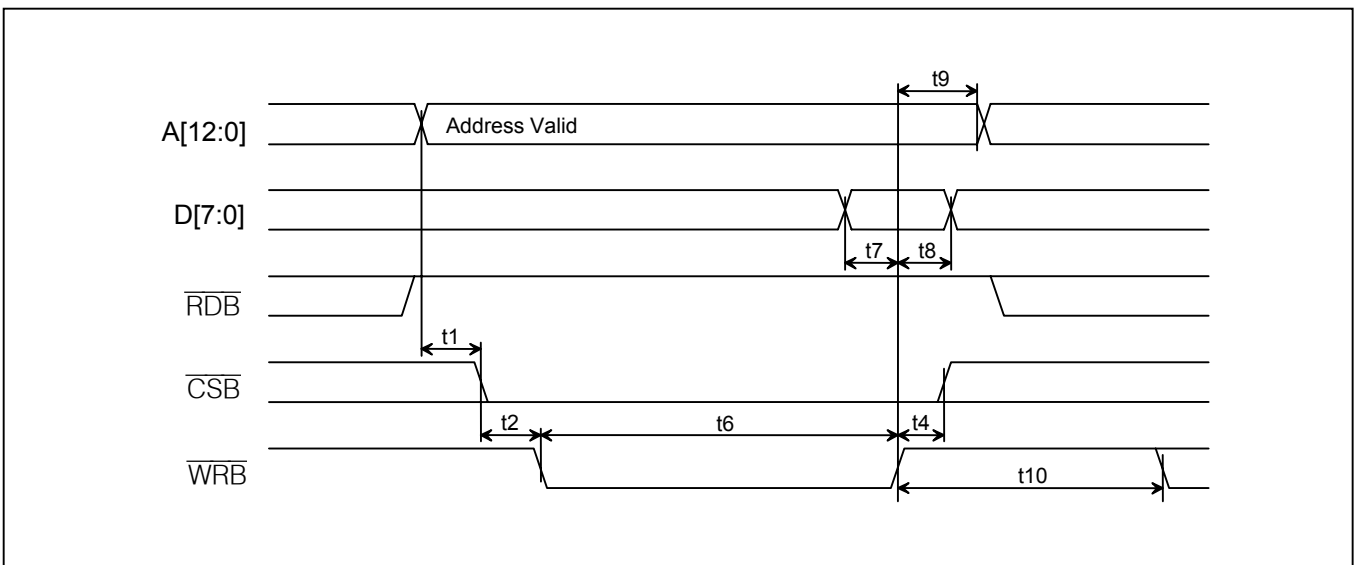 t9
A[12:0]
Address Valid
D[7:0]
t7
t8
RDB
t1
CSB
t2
t6
t4
WRB
t10